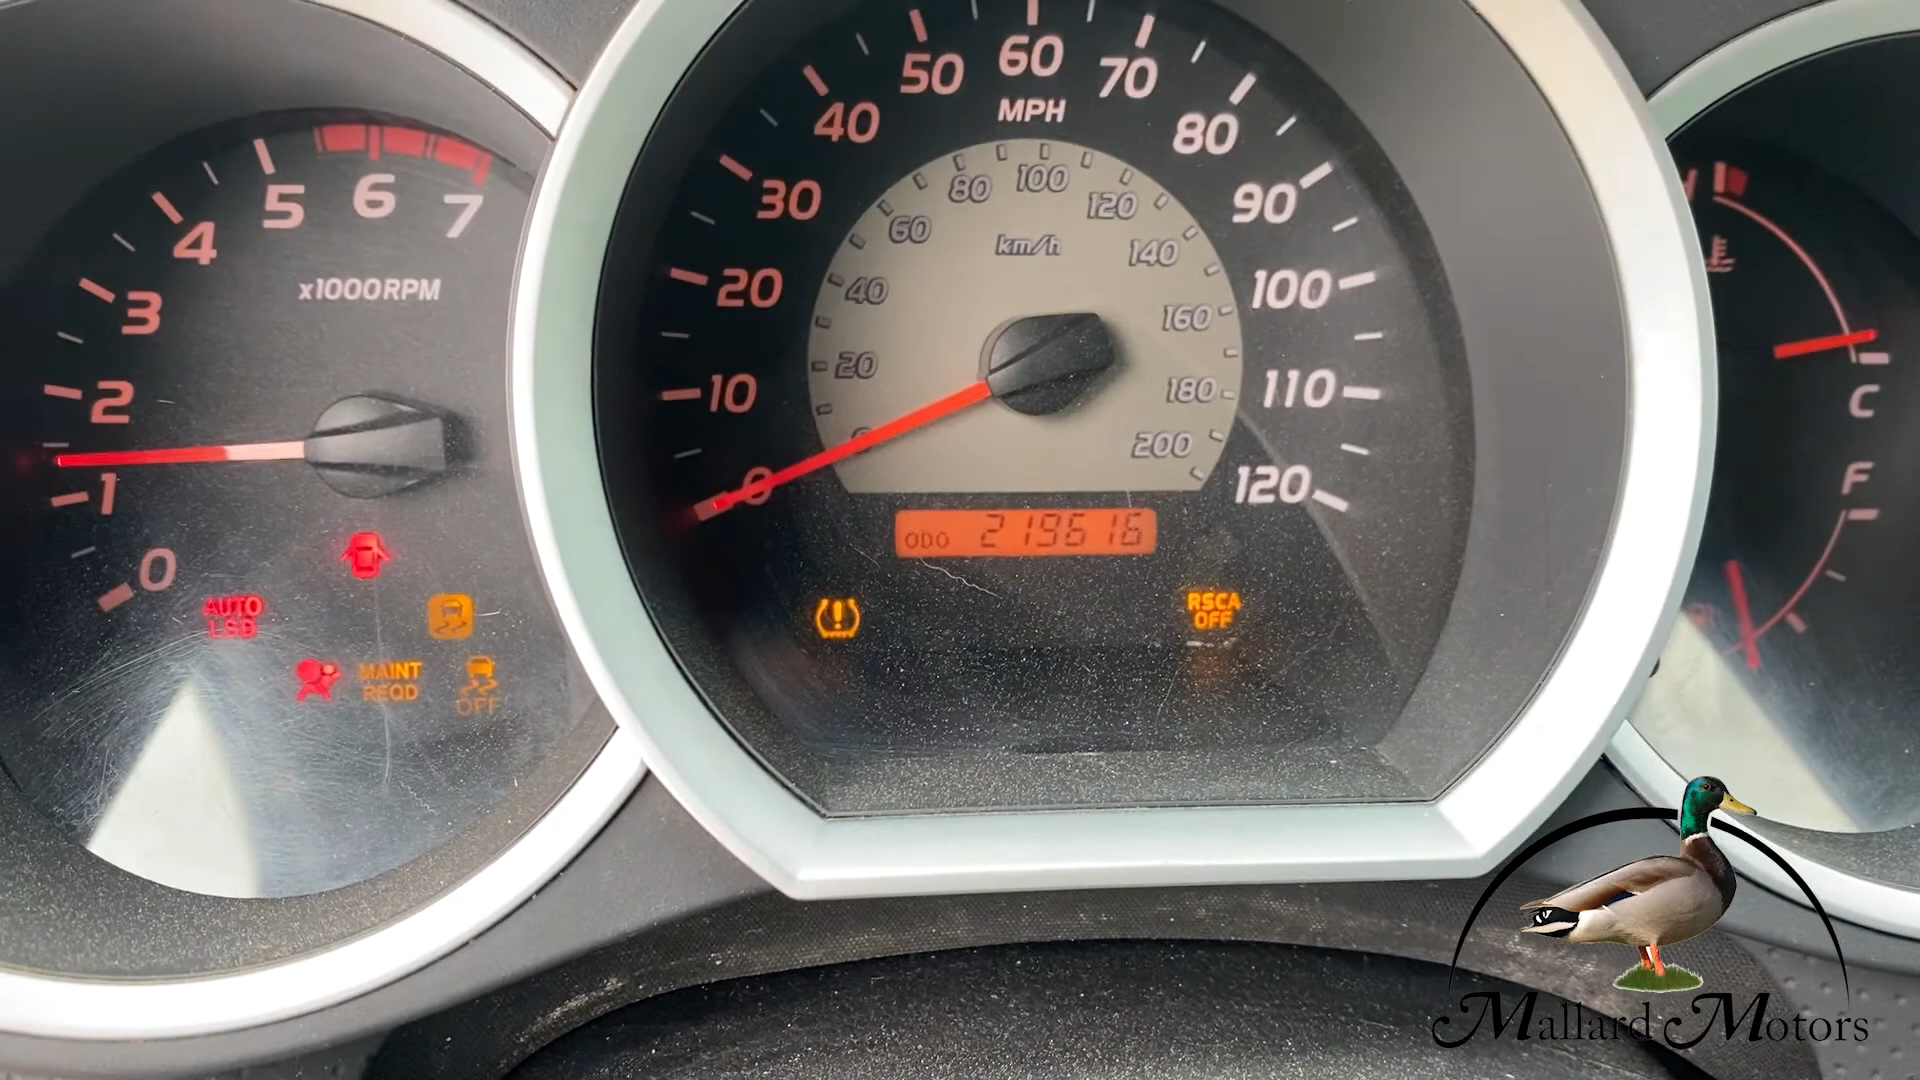 0
1
2
3
4
5
6
7
x1000RPM
AUTO
LSD
MAINT
REQD
OFF
0
10
20
30
40
50
60
70
80
90
100
110
120
MPH
20
40
60
80
100
120
140
160
180
200
km/h
ODO 219616
RSCA
OFF
H
C
F
Mallard Motors